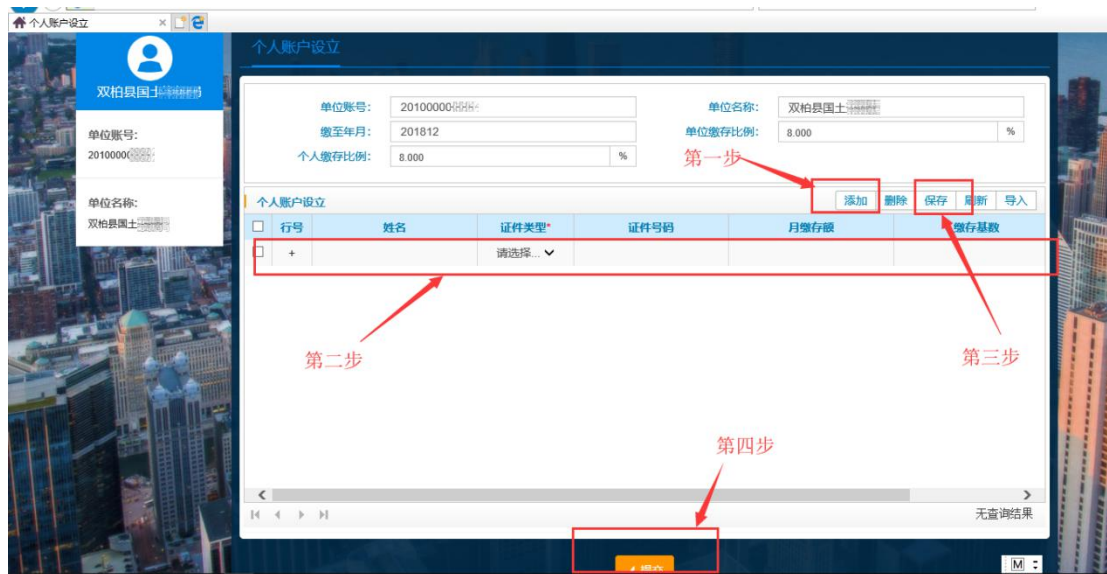 个人账户设立
双柏县国土
个人账户设立
单位账号:
20100000
单位名称:
双柏县国土
单位账号: 20100000 单位名称: 双柏县国土
缴至年月: 201812 单位缴存比例: 8.000 %
个人缴存比例: 8.000 % 第一步
个人账户设立 添加 删除 保存 刷新 导入
行号 姓名 证件类型* 证件号码 月缴存额 缴存基数
+ 请选择...
第二步 第三步
第四步
无查询结果
提交
M